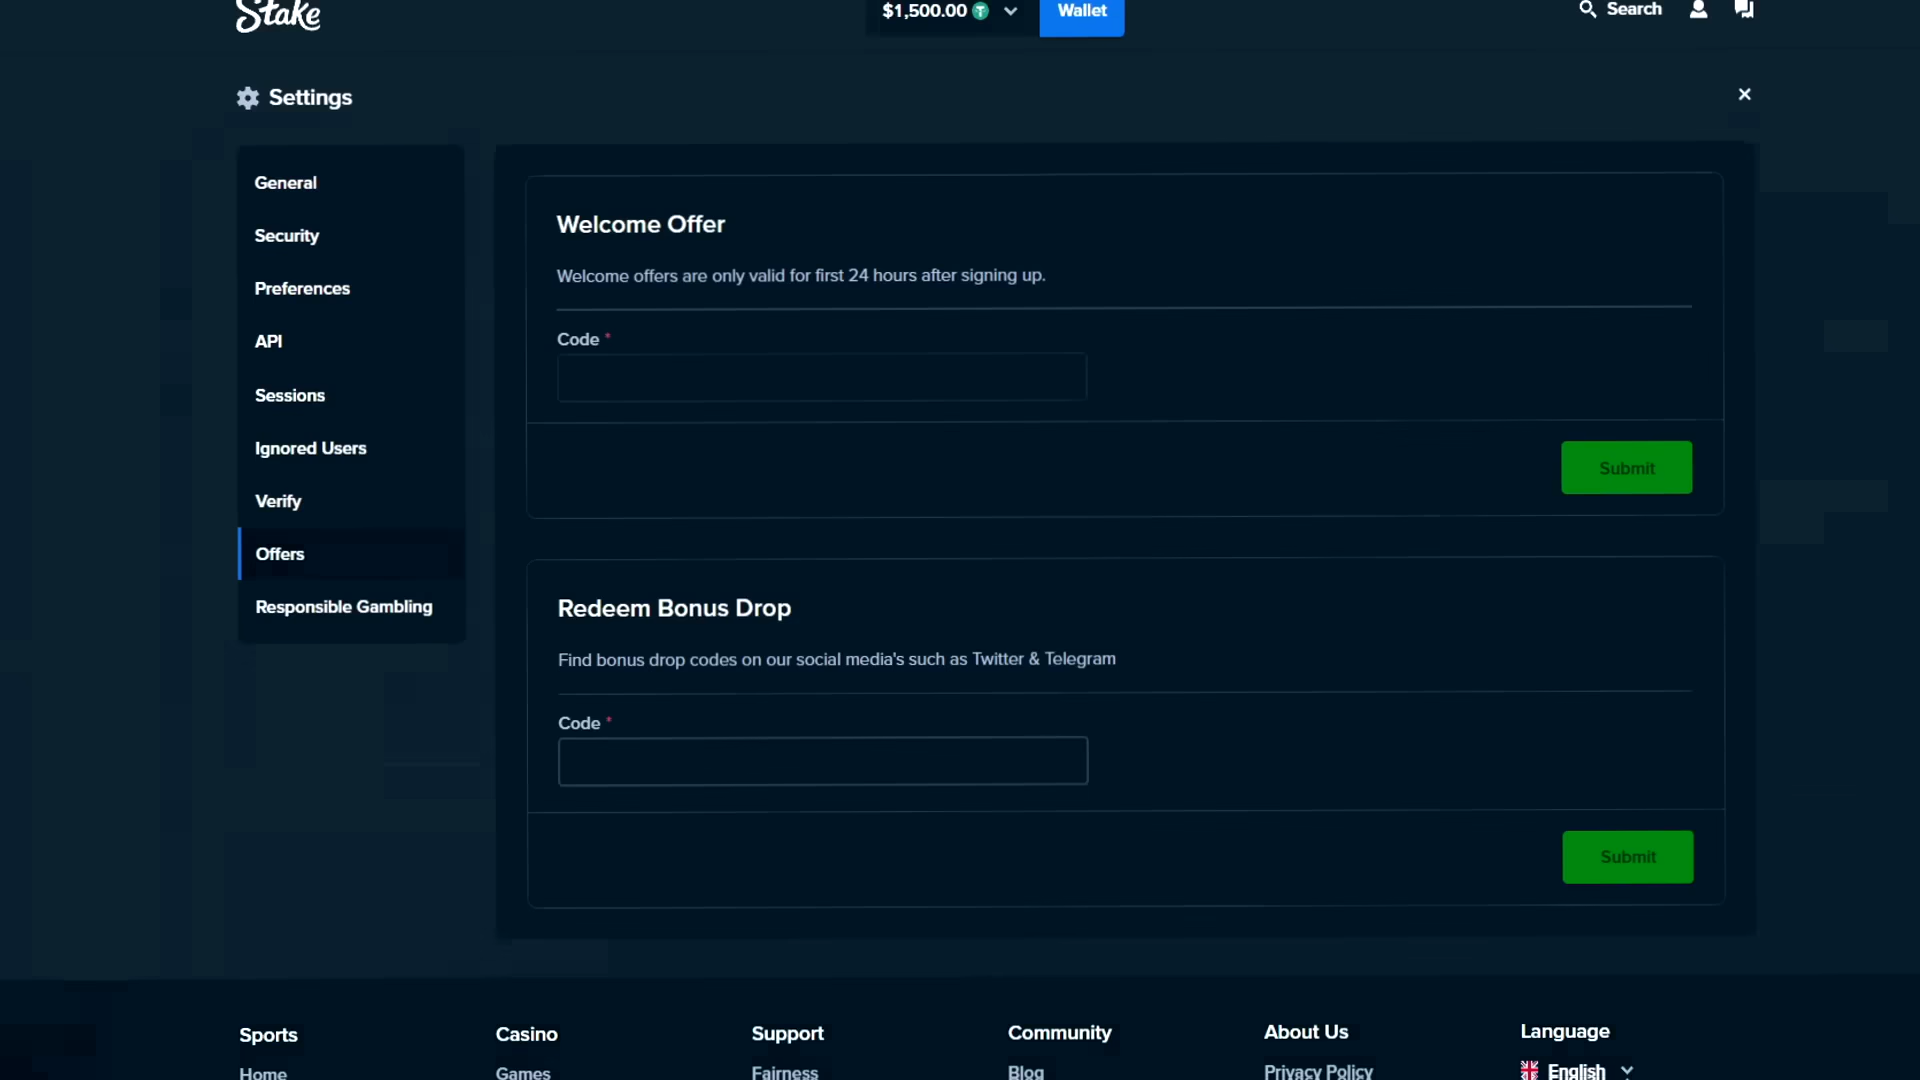 Stake
$1,500.00
Wallet
Search
Settings
General
Security
Preferences
API
Sessions
Ignored Users
Verify
Offers
Responsible Gambling
Welcome Offer
Welcome offers are only valid for first 24 hours after signing up.
Code *
Submit
Redeem Bonus Drop
Find bonus drop codes on our social media's such as Twitter & Telegram
Code *
Submit
Sports
Casino
Support
Community
About Us
Language
Home
Games
Fairness
Blog
Privacy Policy
English